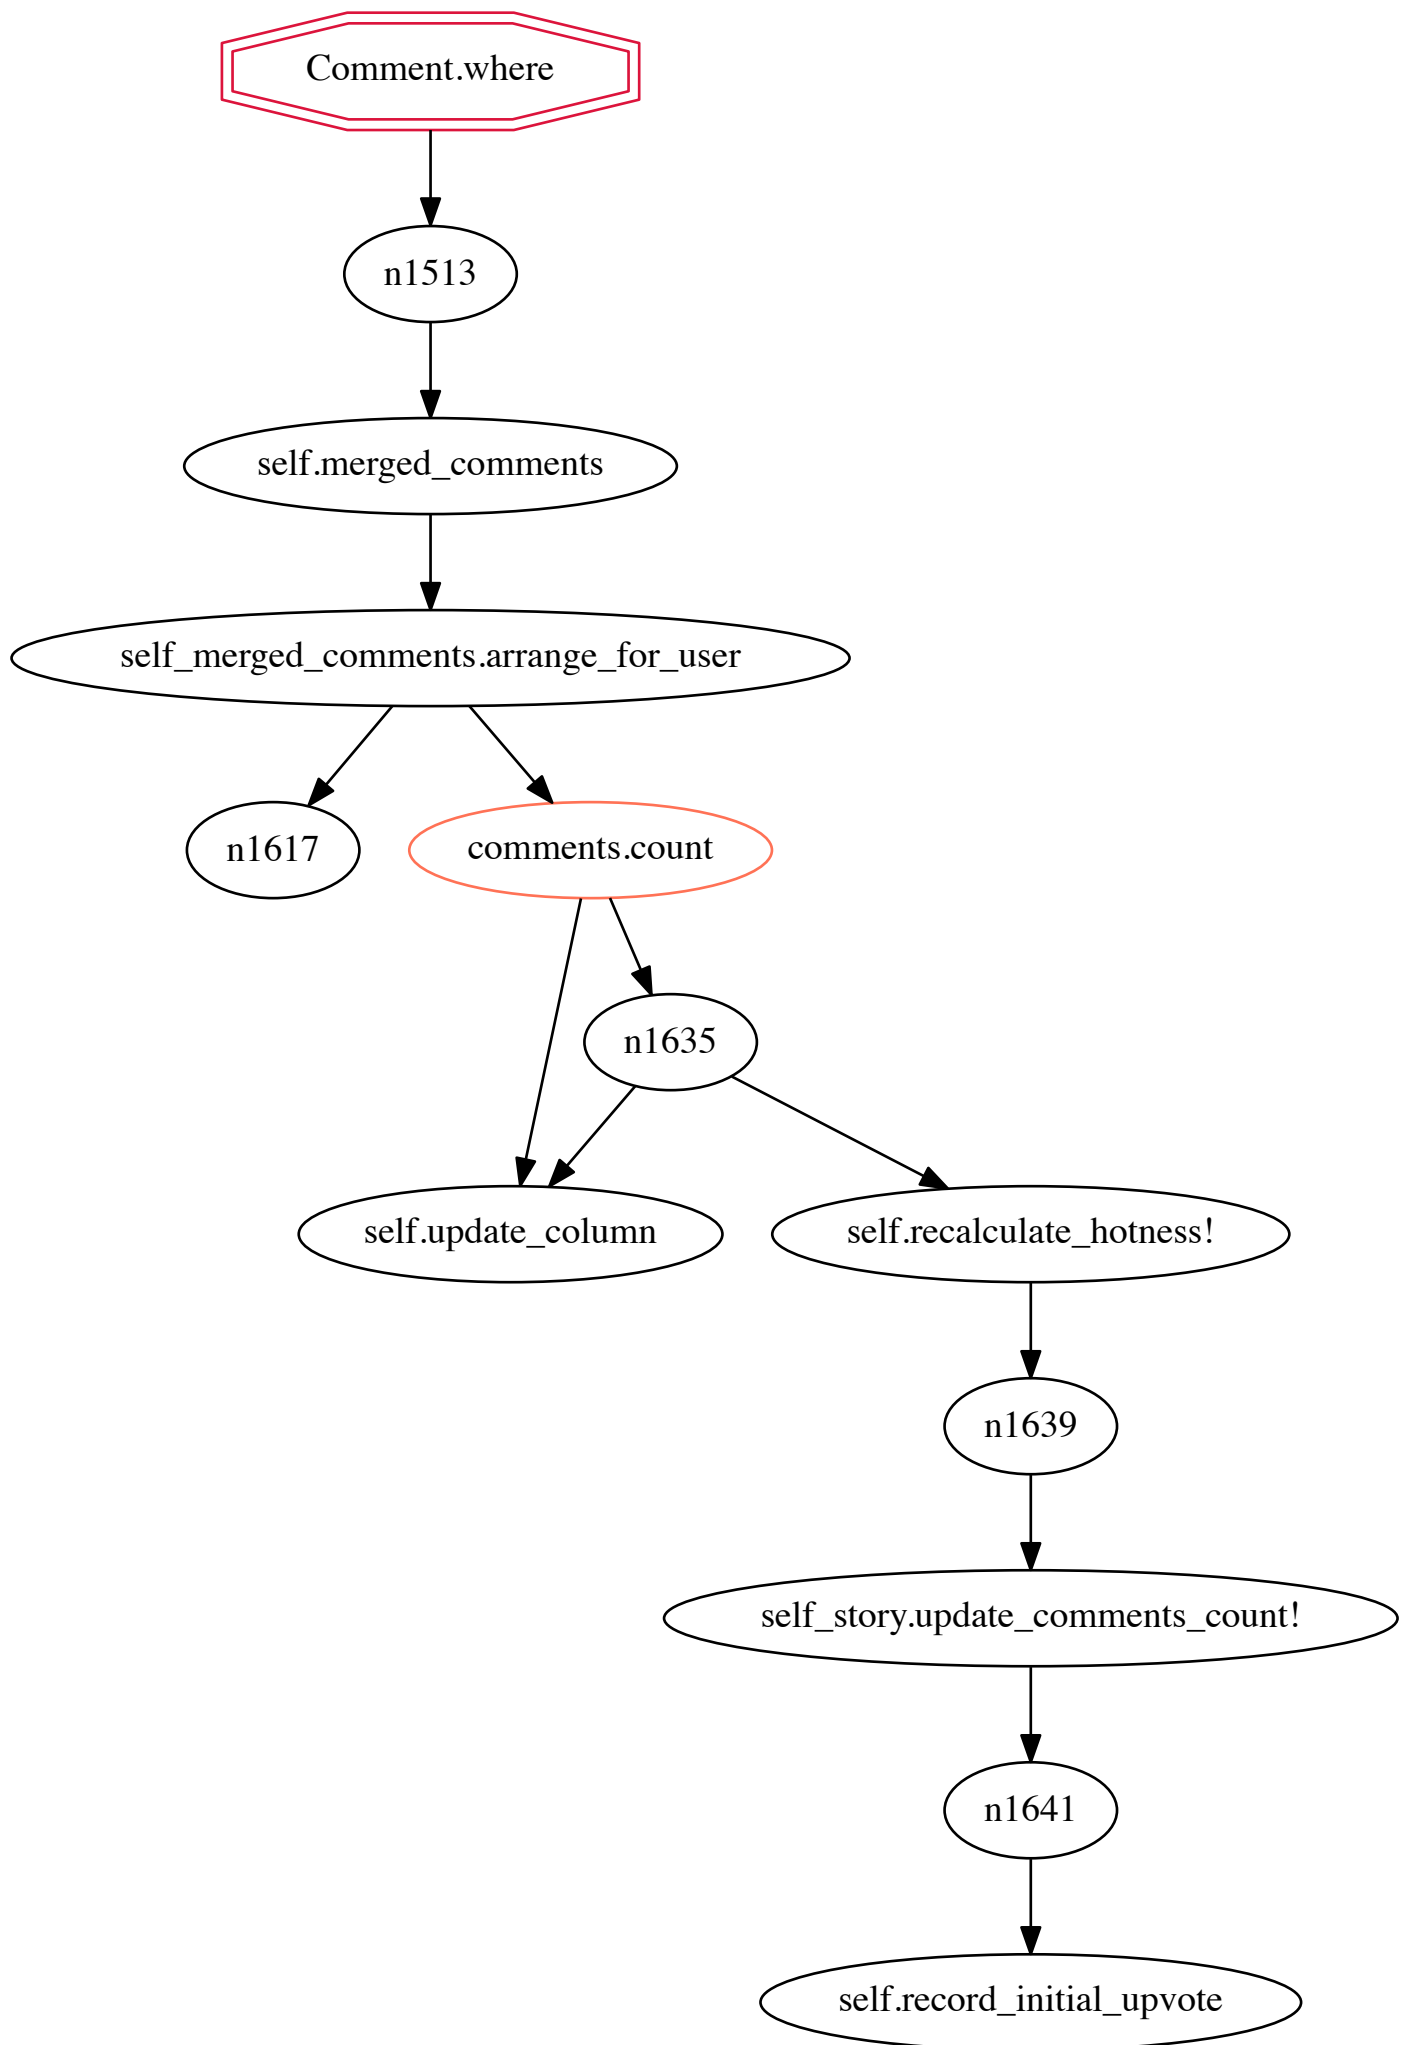 Comment.where
n1513
self.merged_comments
self_merged_comments.arrange_for_user
n1617
comments.count
n1635
self.update_column
self.recalculate_hotness!
n1639
self_story.update_comments_count!
n1641
self.record_initial_upvote